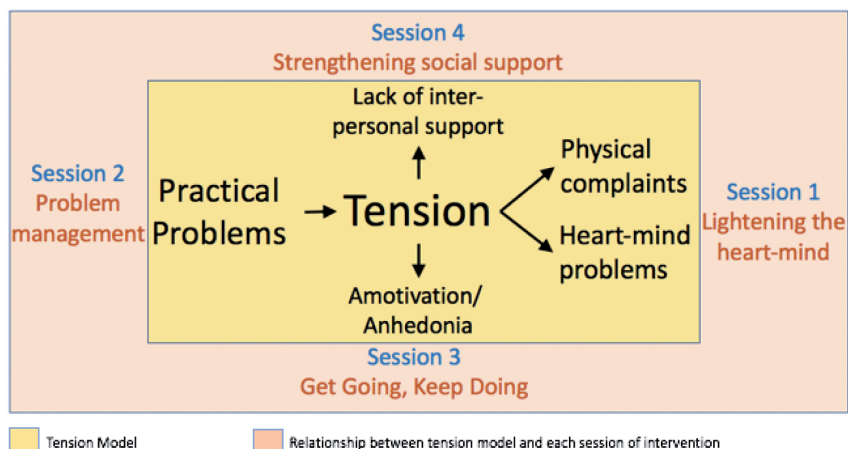 Session 4
Strengthening social support
Lack of inter-
personal support
Session 2
Problem
management
Practical
Problems
Tension
Physical
complaints
Heart-mind
problems
Session 1
Lightening the
heart-mind
Amotivation/
Anhedonia
Session 3
Get Going, Keep Doing
Tension Model
Relationship between tension model and each session of intervention